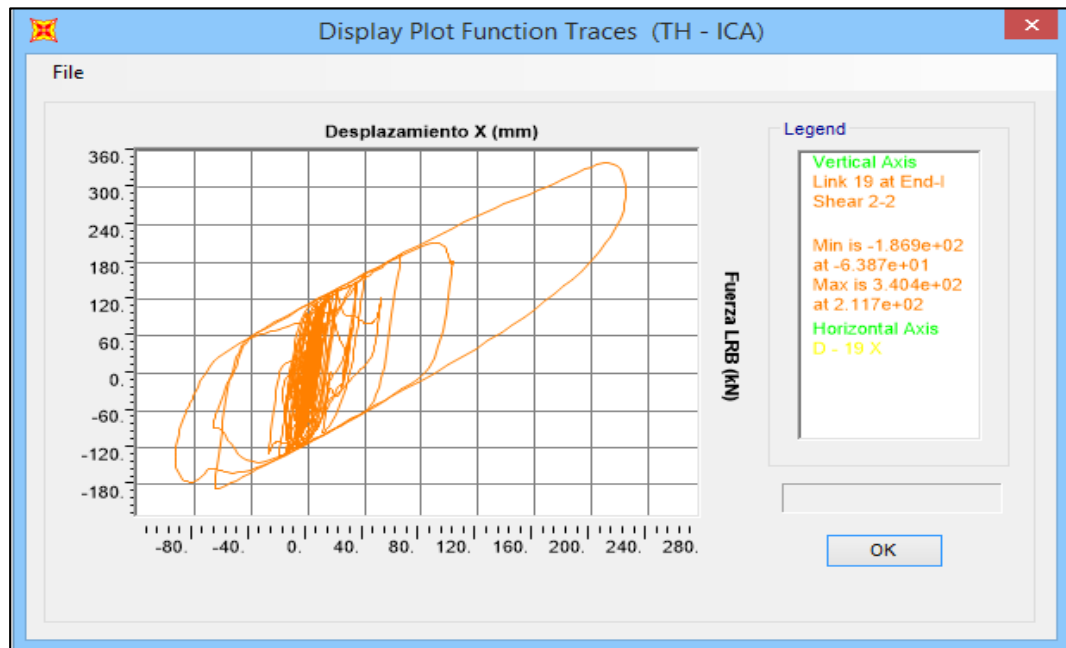 Display Plot Function Traces (TH - ICA)
File
Desplazamiento X (mm)
360.
300.
240.
180.
120.
60.
0.
-60.
-120.
-180.
-80. -40. 0. 40. 80. 120. 160. 200. 240. 280.
Fuerza LRB (kN)
Legend
Vertical Axis
Link 19 at End-I
Shear 2-2
Min is -1.869e+02
at -6.387e+01
Max is 3.404e+02
at 2.117e+02
Horizontal Axis
D - 19 X
OK